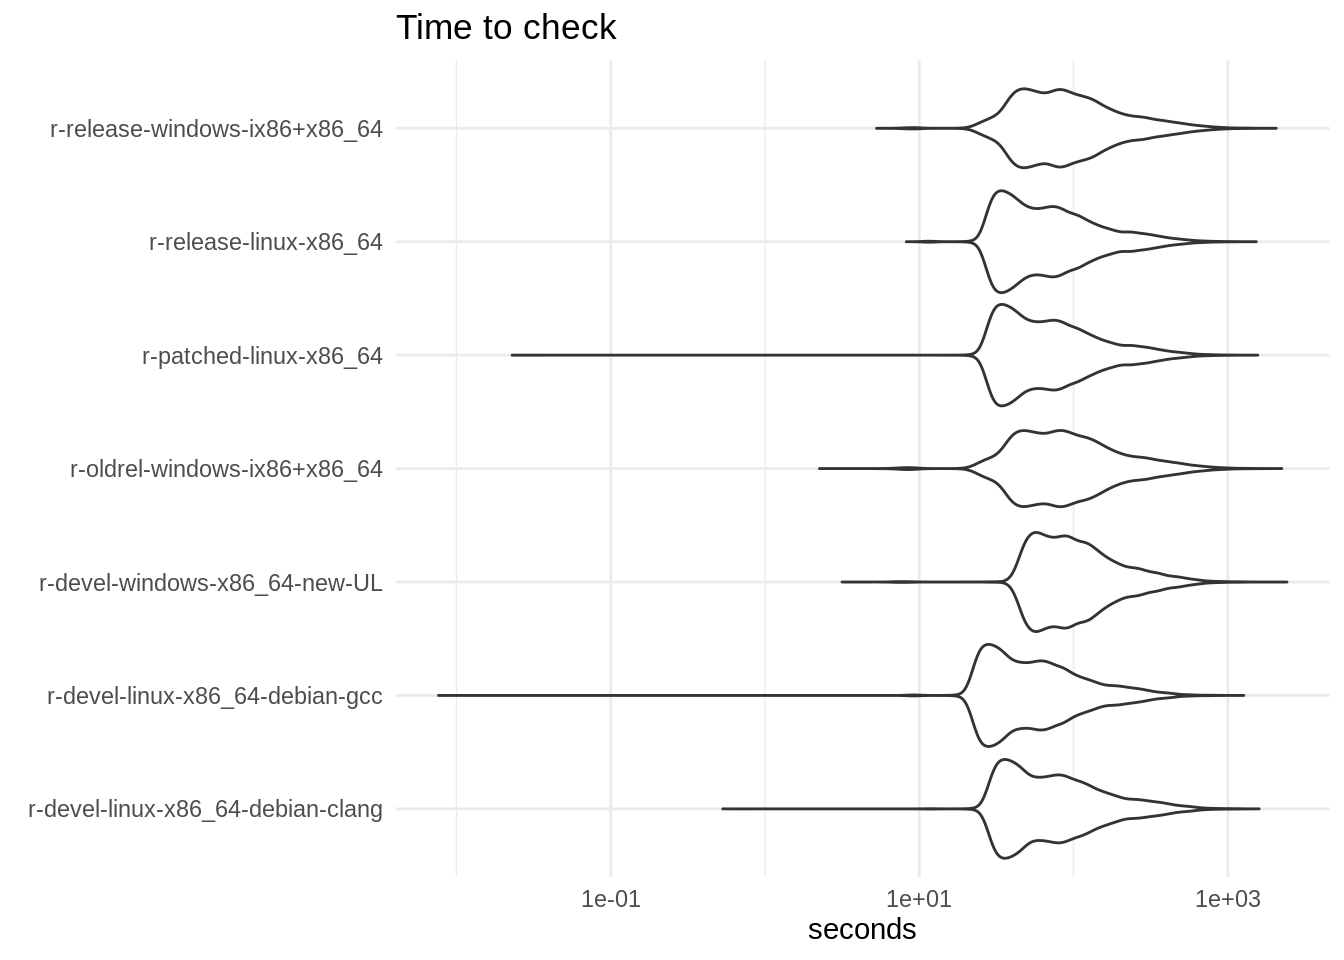 Time to check
r-release-windows-ix86+x86_64
r-release-linux-x86_64
r-patched-linux-x86_64
r-oldrel-windows-ix86+x86_64
r-devel-windows-x86_64-new-UL
r-devel-linux-x86_64-debian-gcc
r-devel-linux-x86_64-debian-clang
1e-01 1e+01 1e+03
seconds